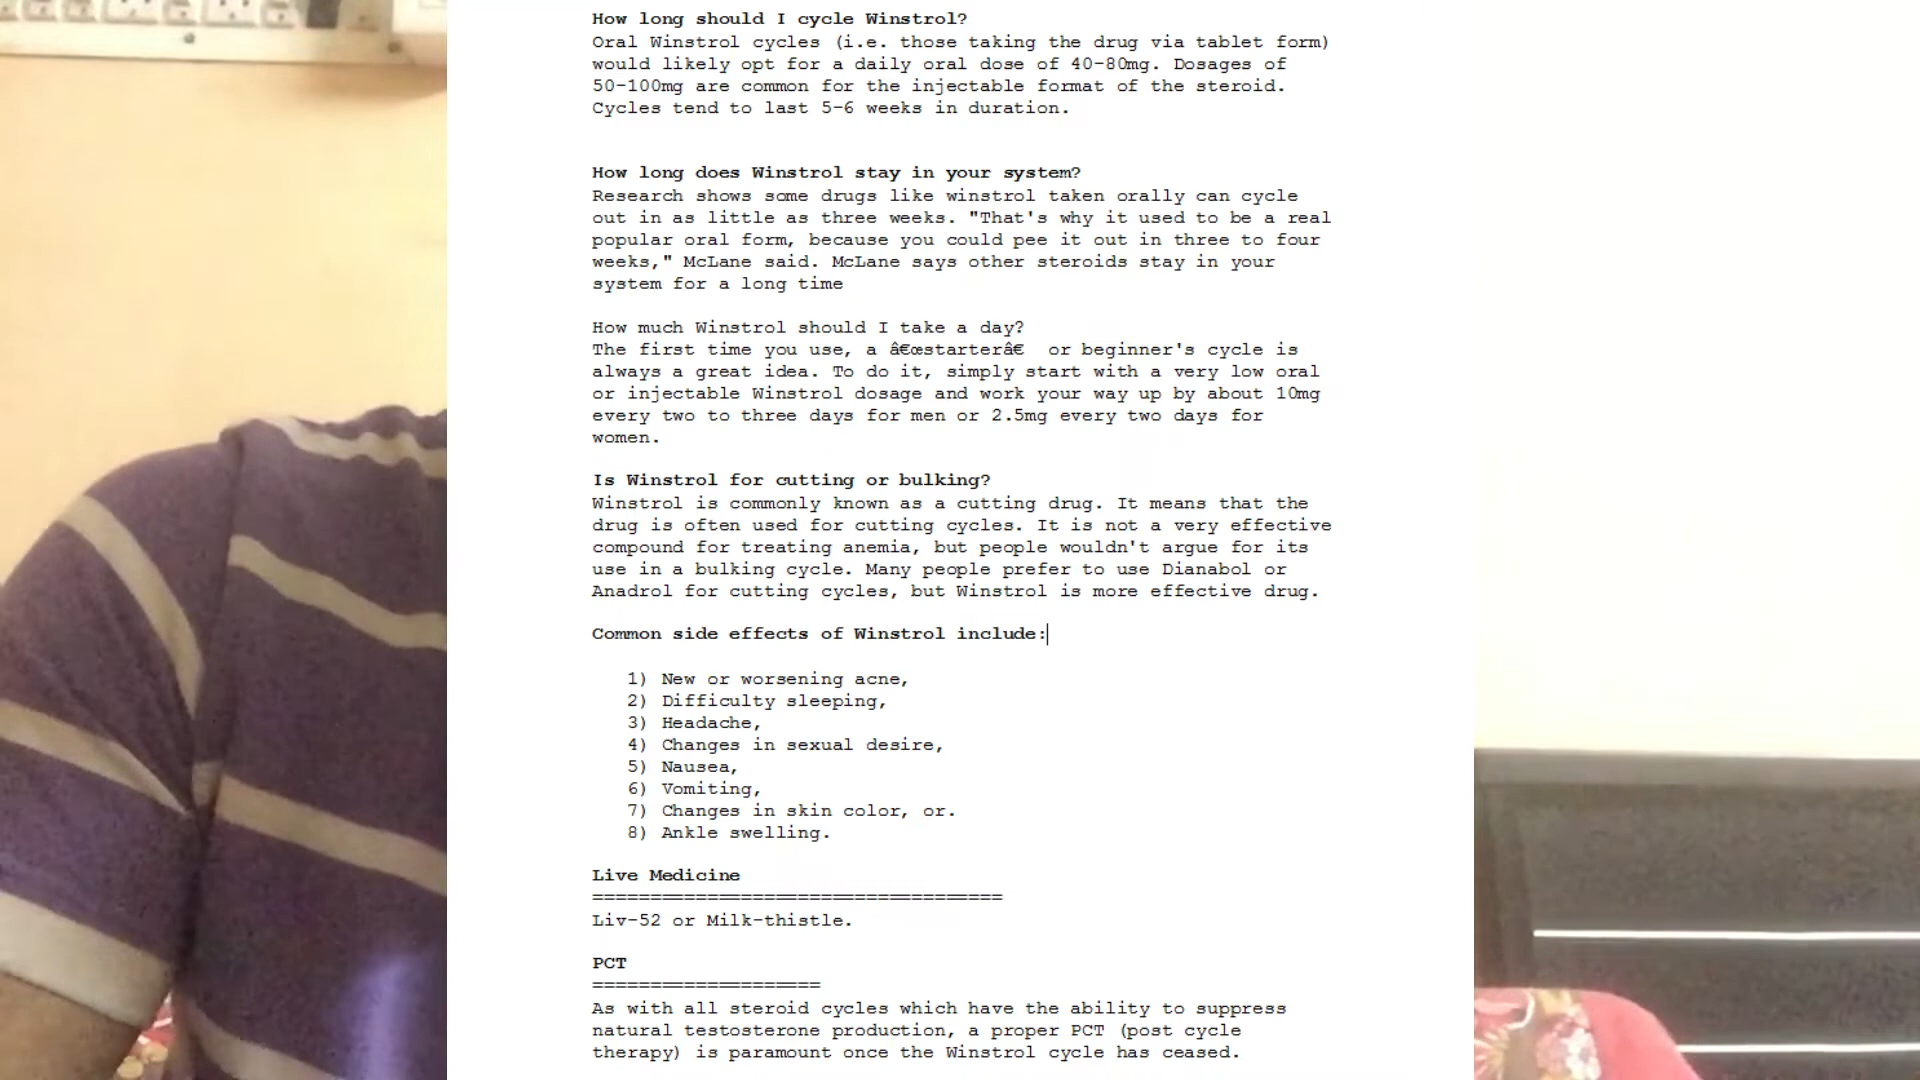 How long should I cycle Winstrol?
Oral Winstrol cycles (i.e. those taking the drug via tablet form)
would likely opt for a daily oral dose of 40-80mg. Dosages of
50-100mg are common for the injectable format of the steroid.
Cycles tend to last 5-6 weeks in duration.
How long does Winstrol stay in your system?
Research shows some drugs like winstrol taken orally can cycle
out in as little as three weeks. "That's why it used to be a real
popular oral form, because you could pee it out in three to four
weeks," McLane said. McLane says other steroids stay in your
system for a long time
How much Winstrol should I take a day?
The first time you use, a â€œstarterâ€  or beginner's cycle is
always a great idea. To do it, simply start with a very low oral
or injectable Winstrol dosage and work your way up by about 10mg
every two to three days for men or 2.5mg every two days for
women.
Is Winstrol for cutting or bulking?
Winstrol is commonly known as a cutting drug. It means that the
drug is often used for cutting cycles. It is not a very effective
compound for treating anemia, but people wouldn't argue for its
use in a bulking cycle. Many people prefer to use Dianabol or
Anadrol for cutting cycles, but Winstrol is more effective drug.
Common side effects of Winstrol include:
1) New or worsening acne,
2) Difficulty sleeping,
3) Headache,
4) Changes in sexual desire,
5) Nausea,
6) Vomiting,
7) Changes in skin color, or.
8) Ankle swelling.
Live Medicine
====================================
Liv-52 or Milk-thistle.
PCT
====================
As with all steroid cycles which have the ability to suppress
natural testosterone production, a proper PCT (post cycle
therapy) is paramount once the Winstrol cycle has ceased.